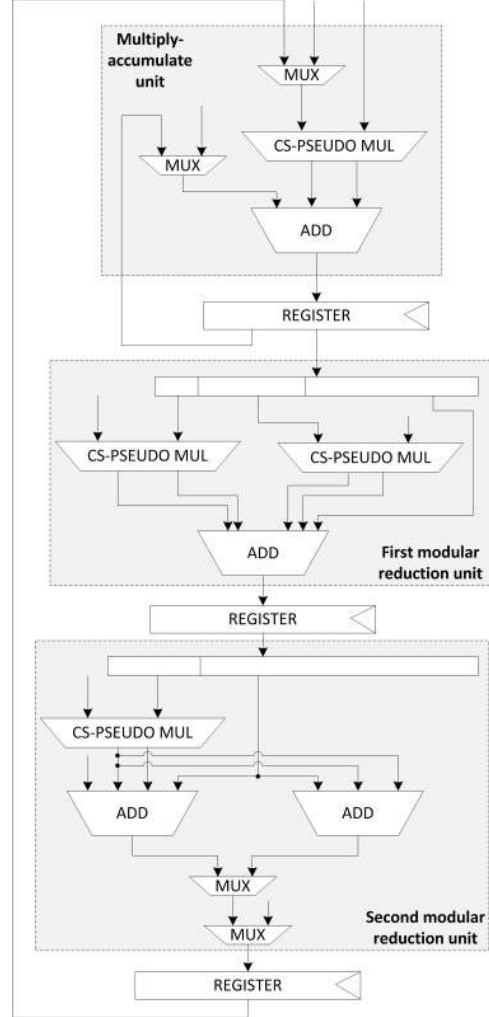 Multiply-
accumulate
unit
MUX
CS-PSEUDO MUL
MUX
ADD
REGISTER
CS-PSEUDO MUL
CS-PSEUDO MUL
ADD
First modular
reduction unit
REGISTER
CS-PSEUDO MUL
ADD
ADD
MUX
MUX
Second modular
reduction unit
REGISTER